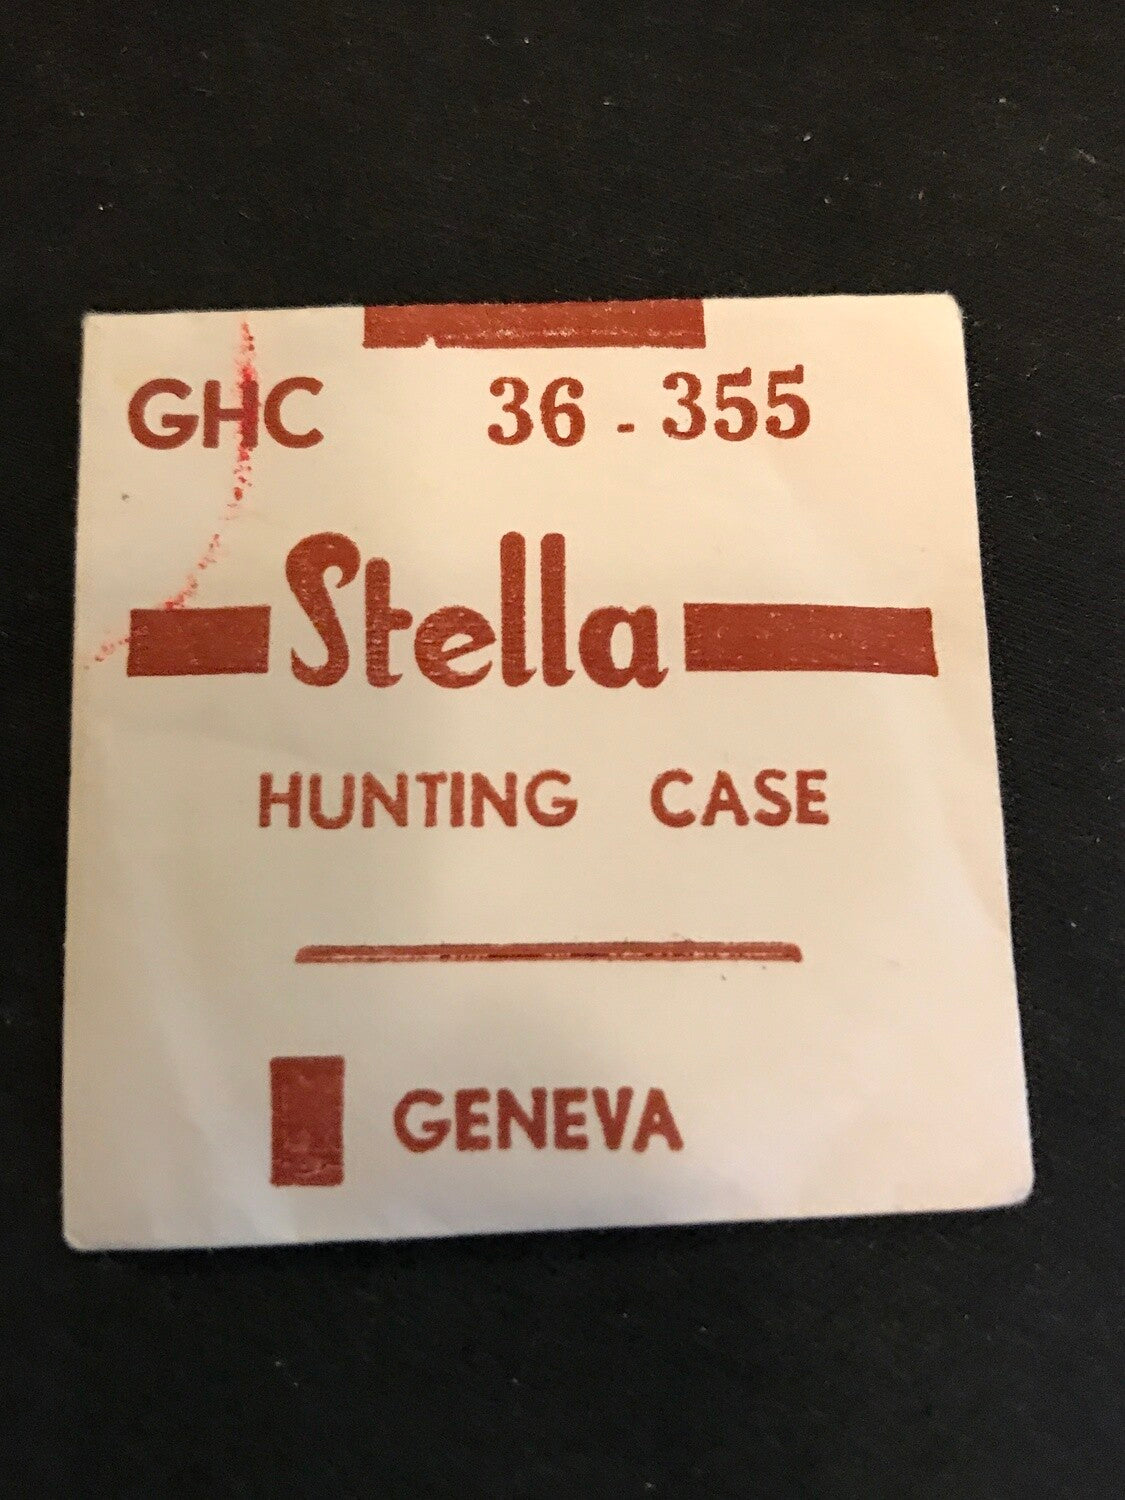 GHC 36 - 355
Stella
HUNTING CASE
GENEVA